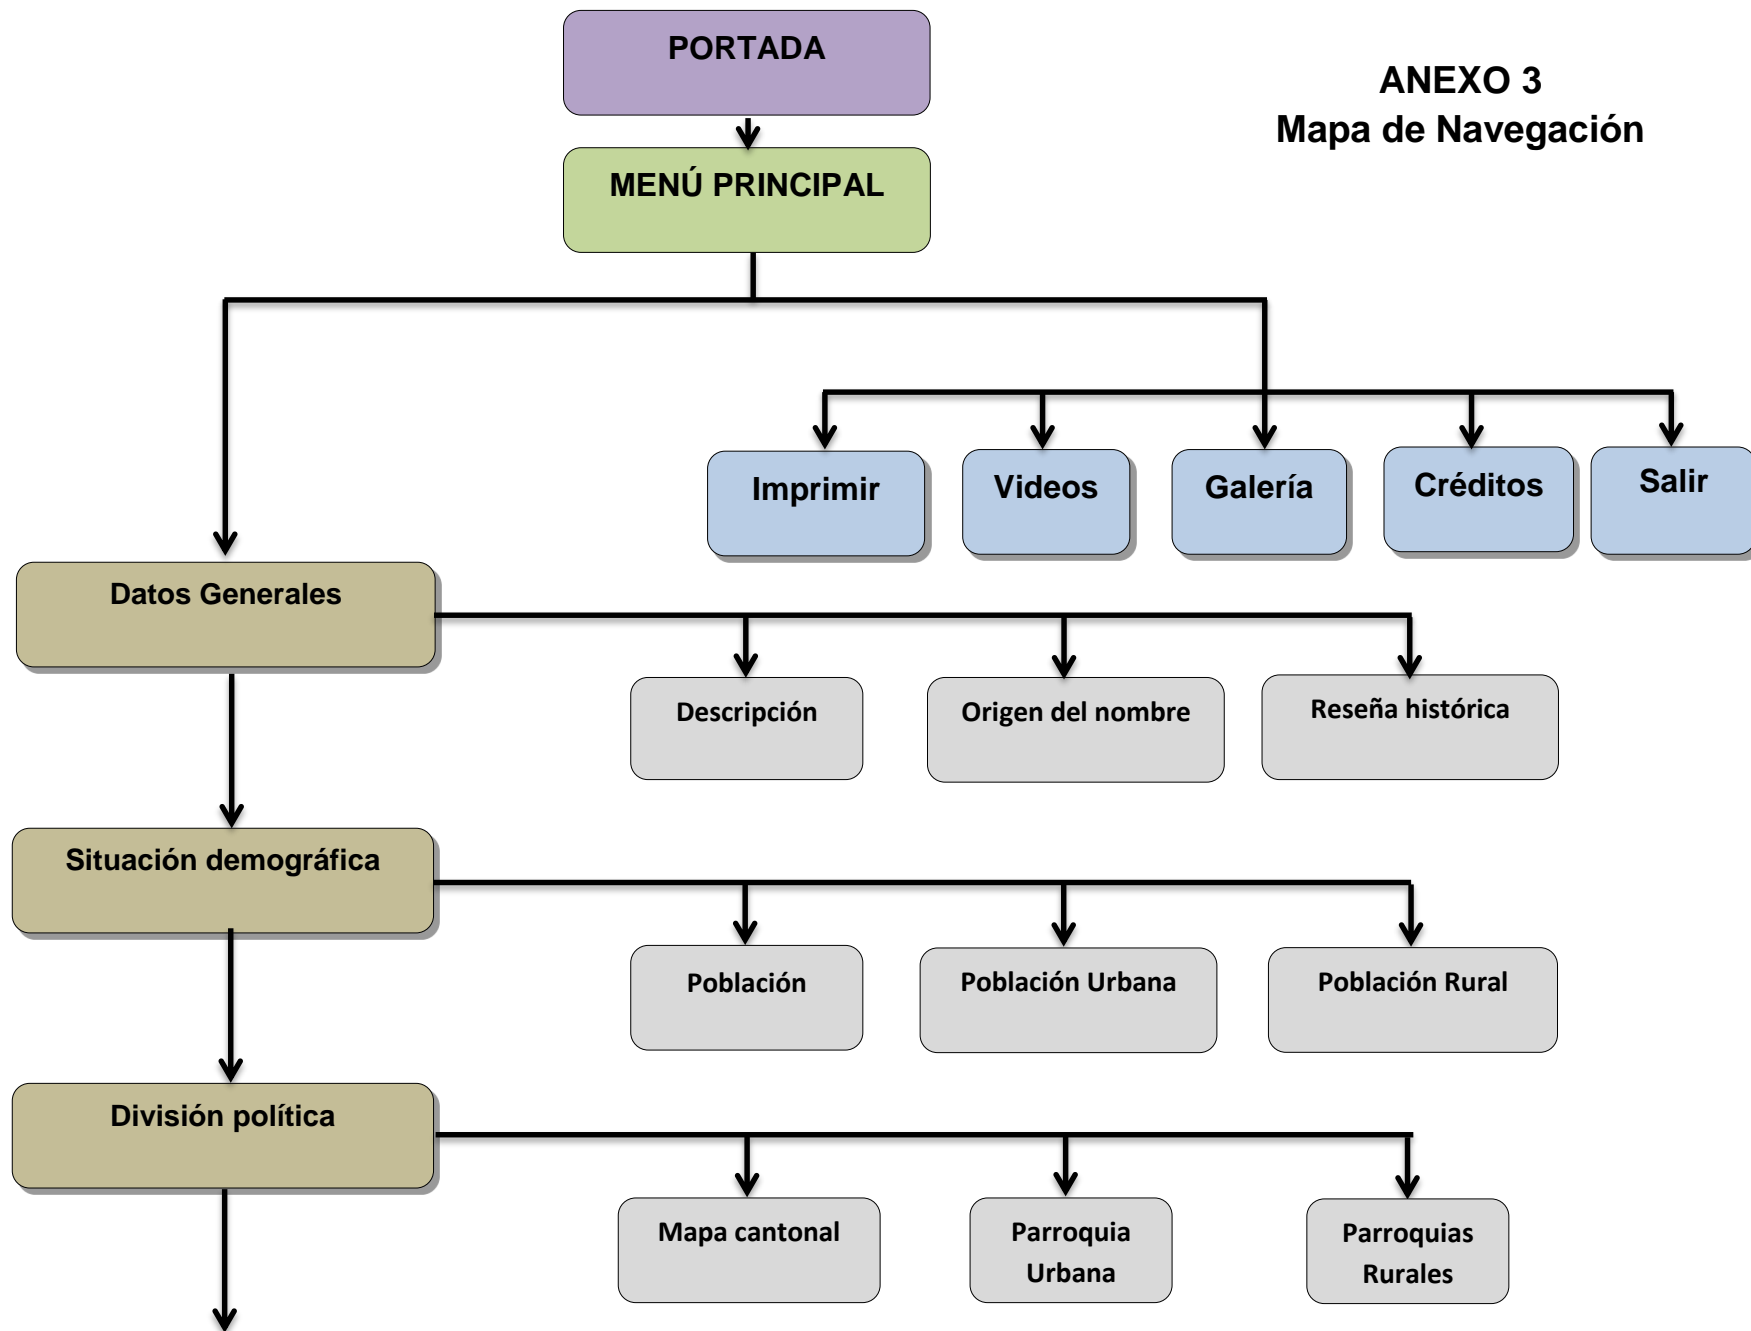 PORTADA
ANEXO 3
Mapa de Navegación
MENÚ PRINCIPAL
Imprimir
Videos
Galería
Créditos
Salir
Datos Generales
Descripción
Origen del nombre
Reseña histórica
Situación demográfica
Población
Población Urbana
Población Rural
División política
Mapa cantonal
Parroquia
Urbana
Parroquias
Rurales